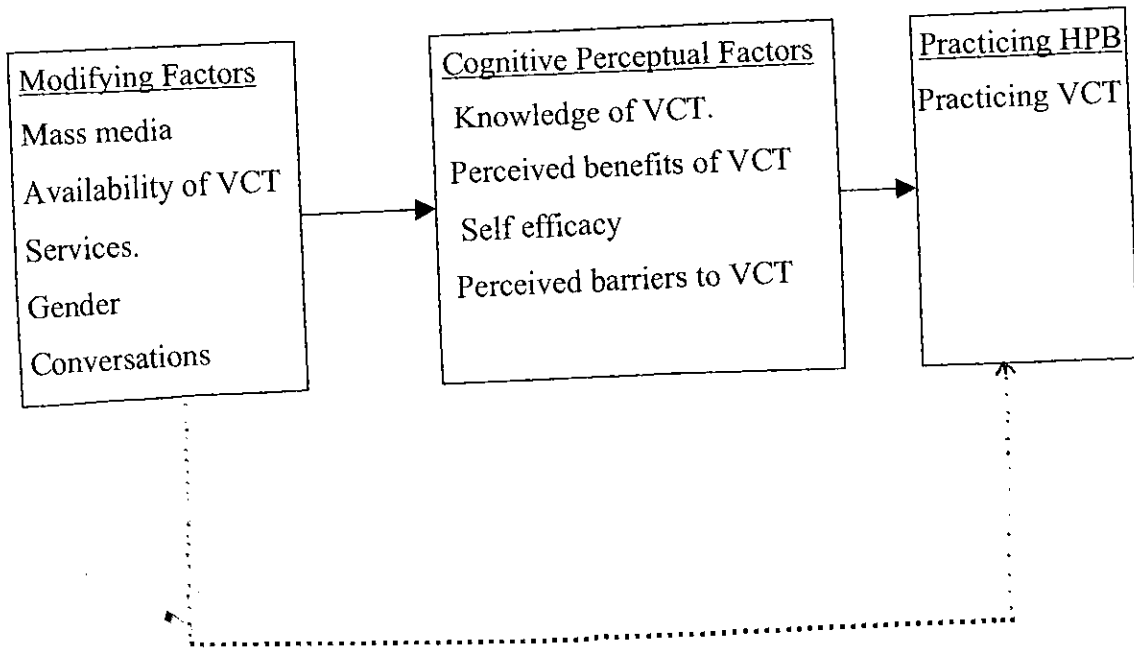 Modifying Factors
Mass media
Availability of VCT
Services.
Gender
Conversations
Cognitive Perceptual Factors
Knowledge of VCT.
Perceived benefits of VCT
Self efficacy
Perceived barriers to VCT
Practicing HPB
Practicing VCT